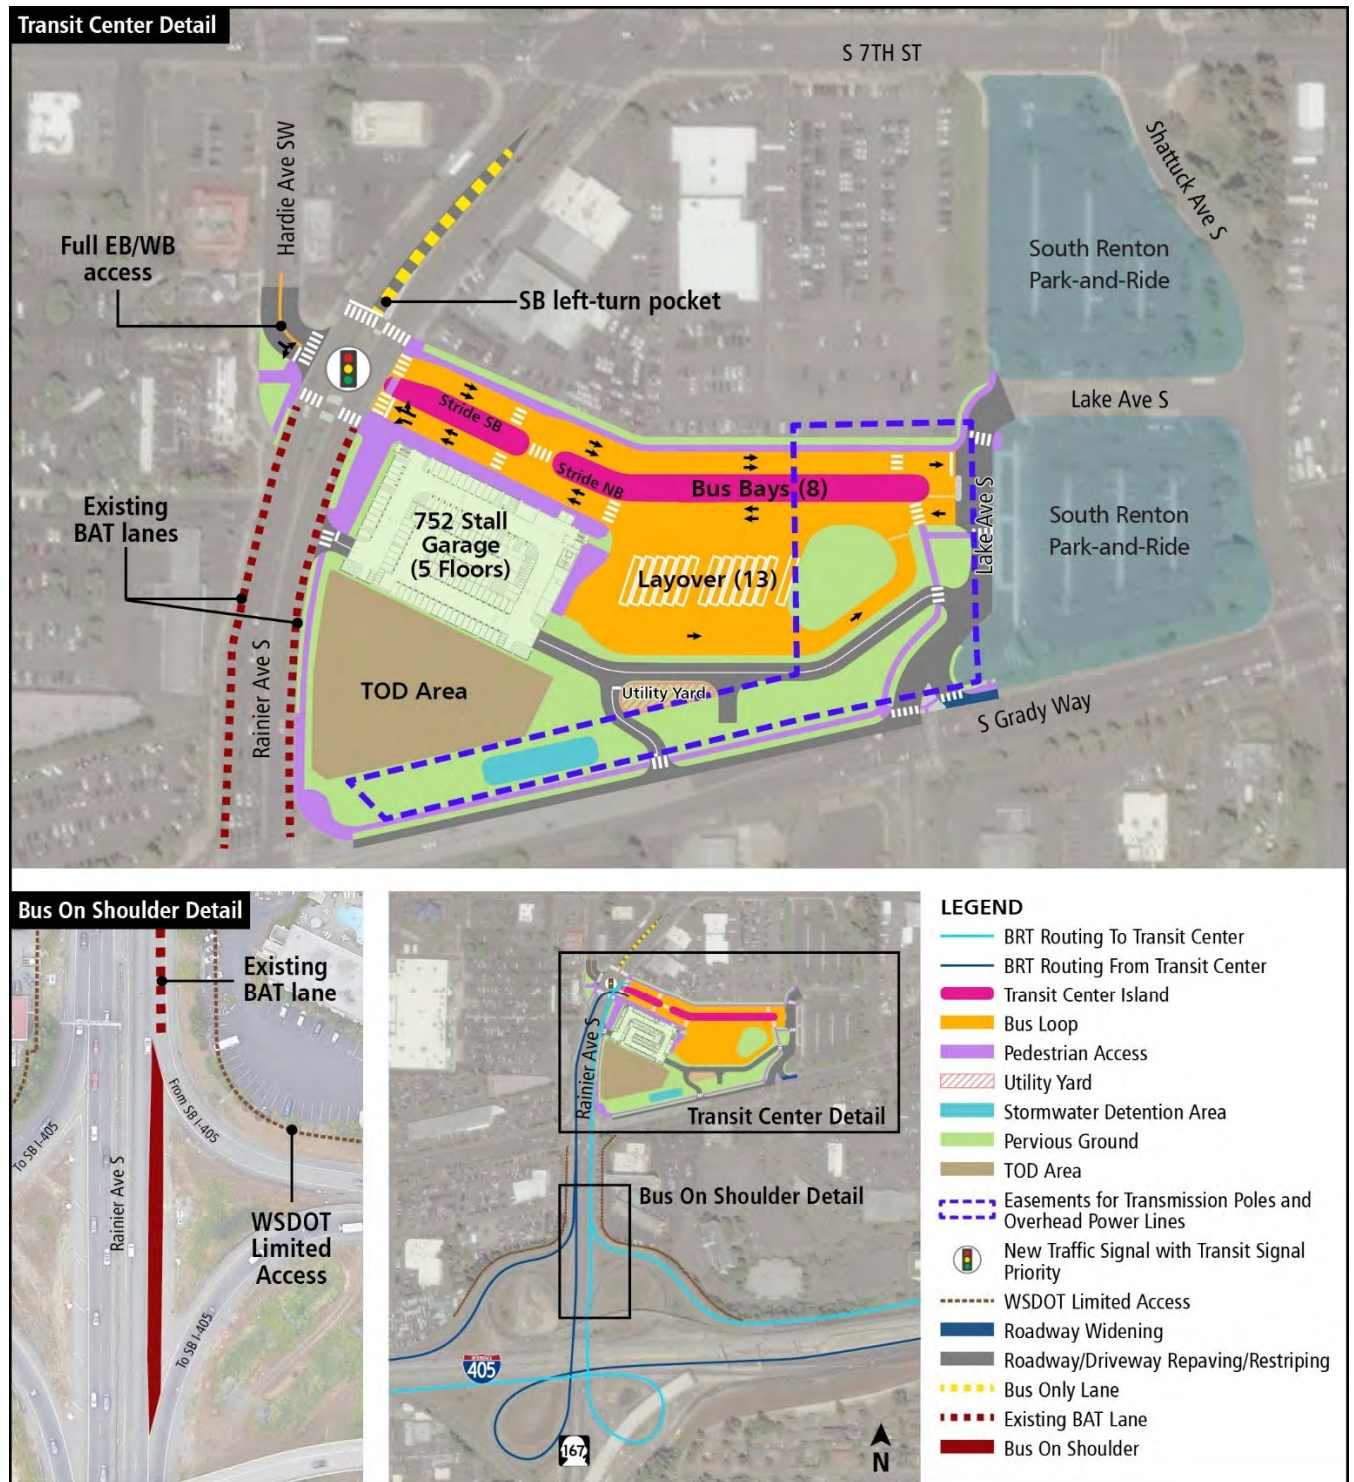 Transit Center Detail
S 7TH ST
Hardie Ave SW
Shattuck Ave S
Full EB/WB
access
South Renton
Park-and-Ride
SB left-turn pocket
Stride SB
Lake Ave S
Stride NB
Bus Bays (8)
Existing
BAT lanes
752 Stall
Garage
(5 Floors)
South Renton
Park-and-Ride
Lake Ave S
Layover (13)
Rainier Ave S
TOD Area
Utility Yard
S Grady Way
Bus On Shoulder Detail
Existing
BAT lane
From SB I-405
To SB I-405
Rainier Ave S
WSDOT
Limited
Access
To SB I-405
Rainier Ave S
Transit Center Detail
Bus On Shoulder Detail
405
167
N
LEGEND
BRT Routing To Transit Center
BRT Routing From Transit Center
Transit Center Island
Bus Loop
Pedestrian Access
Utility Yard
Stormwater Detention Area
Pervious Ground
TOD Area
Easements for Transmission Poles and
Overhead Power Lines
New Traffic Signal with Transit Signal
Priority
WSDOT Limited Access
Roadway Widening
Roadway/Driveway Repaving/Restriping
Bus Only Lane
Existing BAT Lane
Bus On Shoulder